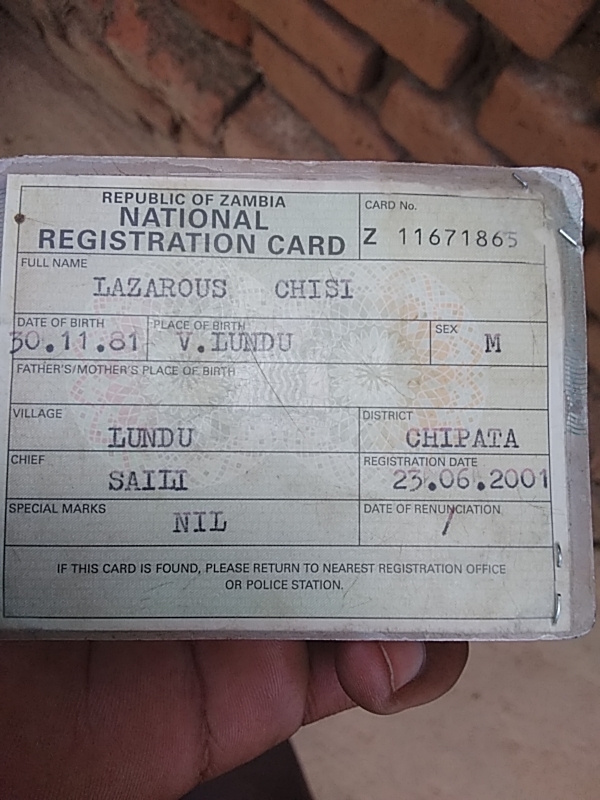 REPUBLIC OF ZAMBIA
NATIONAL
REGISTRATION CARD
CARD No.
Z 11671865
FULL NAME
LAZAROUS CHISI
DATE OF BIRTH
30.11.81
PLACE OF BIRTH
V.LUNDU
SEX
M
FATHER'S/MOTHER'S PLACE OF BIRTH
VILLAGE
LUNDU
DISTRICT
CHIPATA
CHIEF
SAILI
REGISTRATION DATE
23.06.2001
SPECIAL MARKS
NIL
DATE OF RENUNCIATION
/
IF THIS CARD IS FOUND, PLEASE RETURN TO NEAREST REGISTRATION OFFICE
OR POLICE STATION.